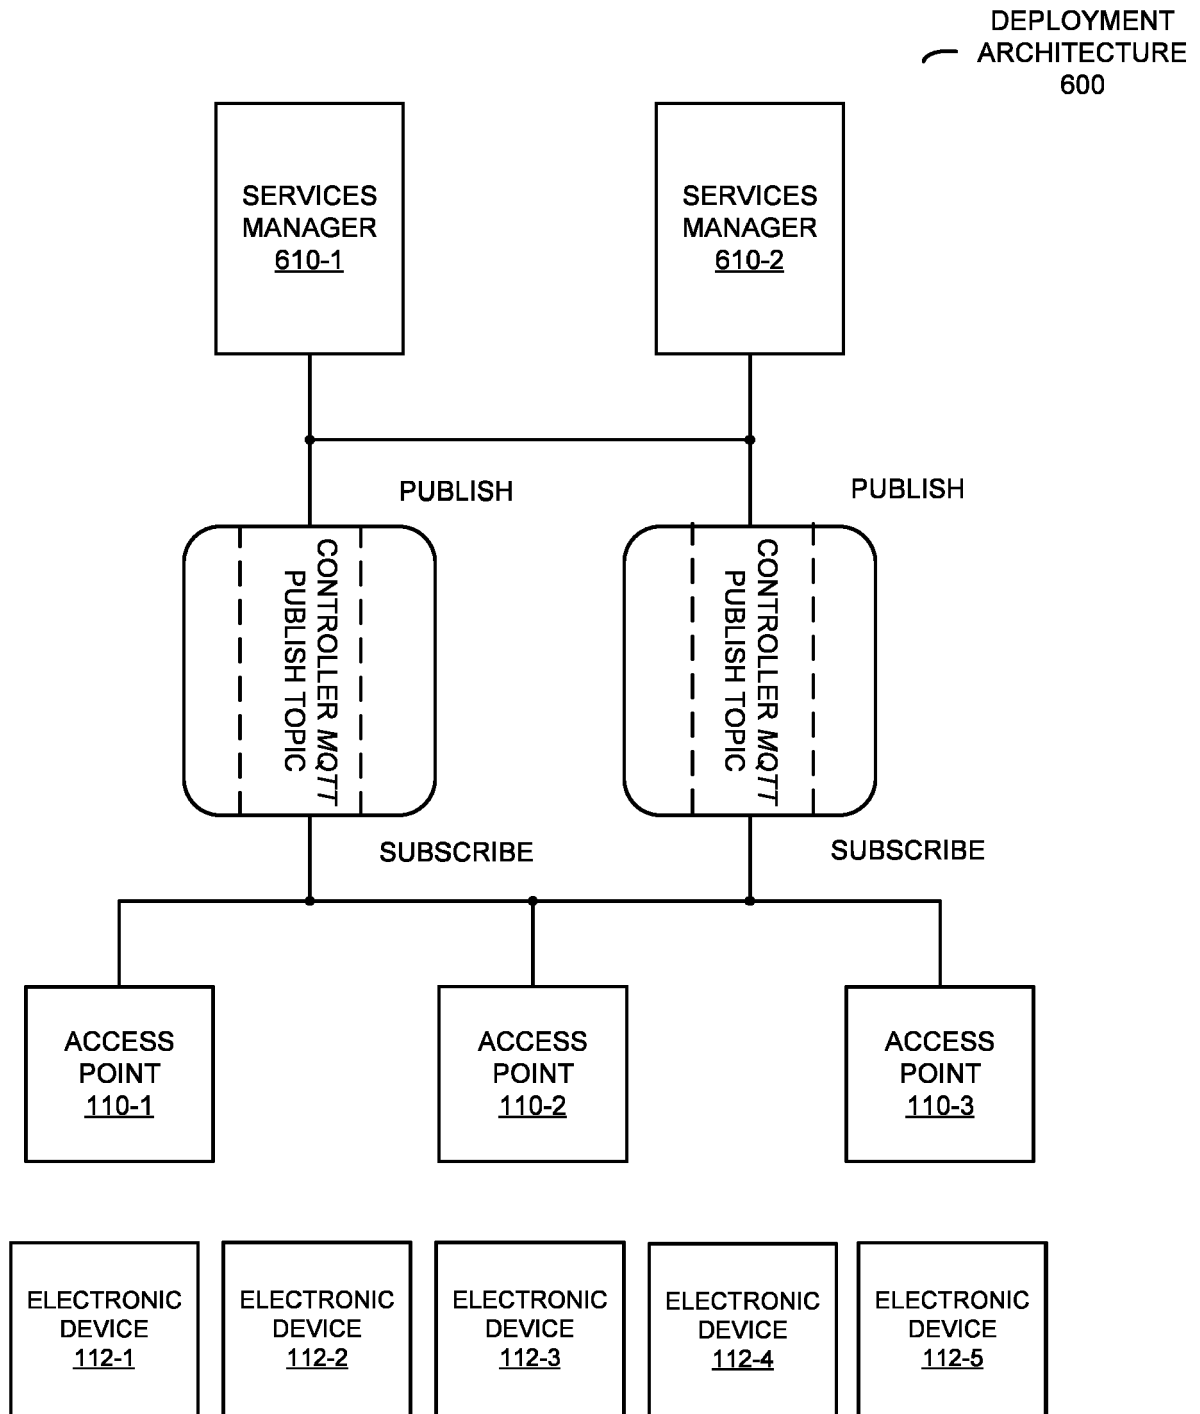 DEPLOYMENT
ARCHITECTURE
600
SERVICES
MANAGER
610-1
SERVICES
MANAGER
610-2
PUBLISH
PUBLISH
CONTROLLER MQTT
PUBLISH TOPIC
CONTROLLER MQTT
PUBLISH TOPIC
SUBSCRIBE
SUBSCRIBE
ACCESS
POINT
110-1
ACCESS
POINT
110-2
ACCESS
POINT
110-3
ELECTRONIC
DEVICE
112-1
ELECTRONIC
DEVICE
112-2
ELECTRONIC
DEVICE
112-3
ELECTRONIC
DEVICE
112-4
ELECTRONIC
DEVICE
112-5